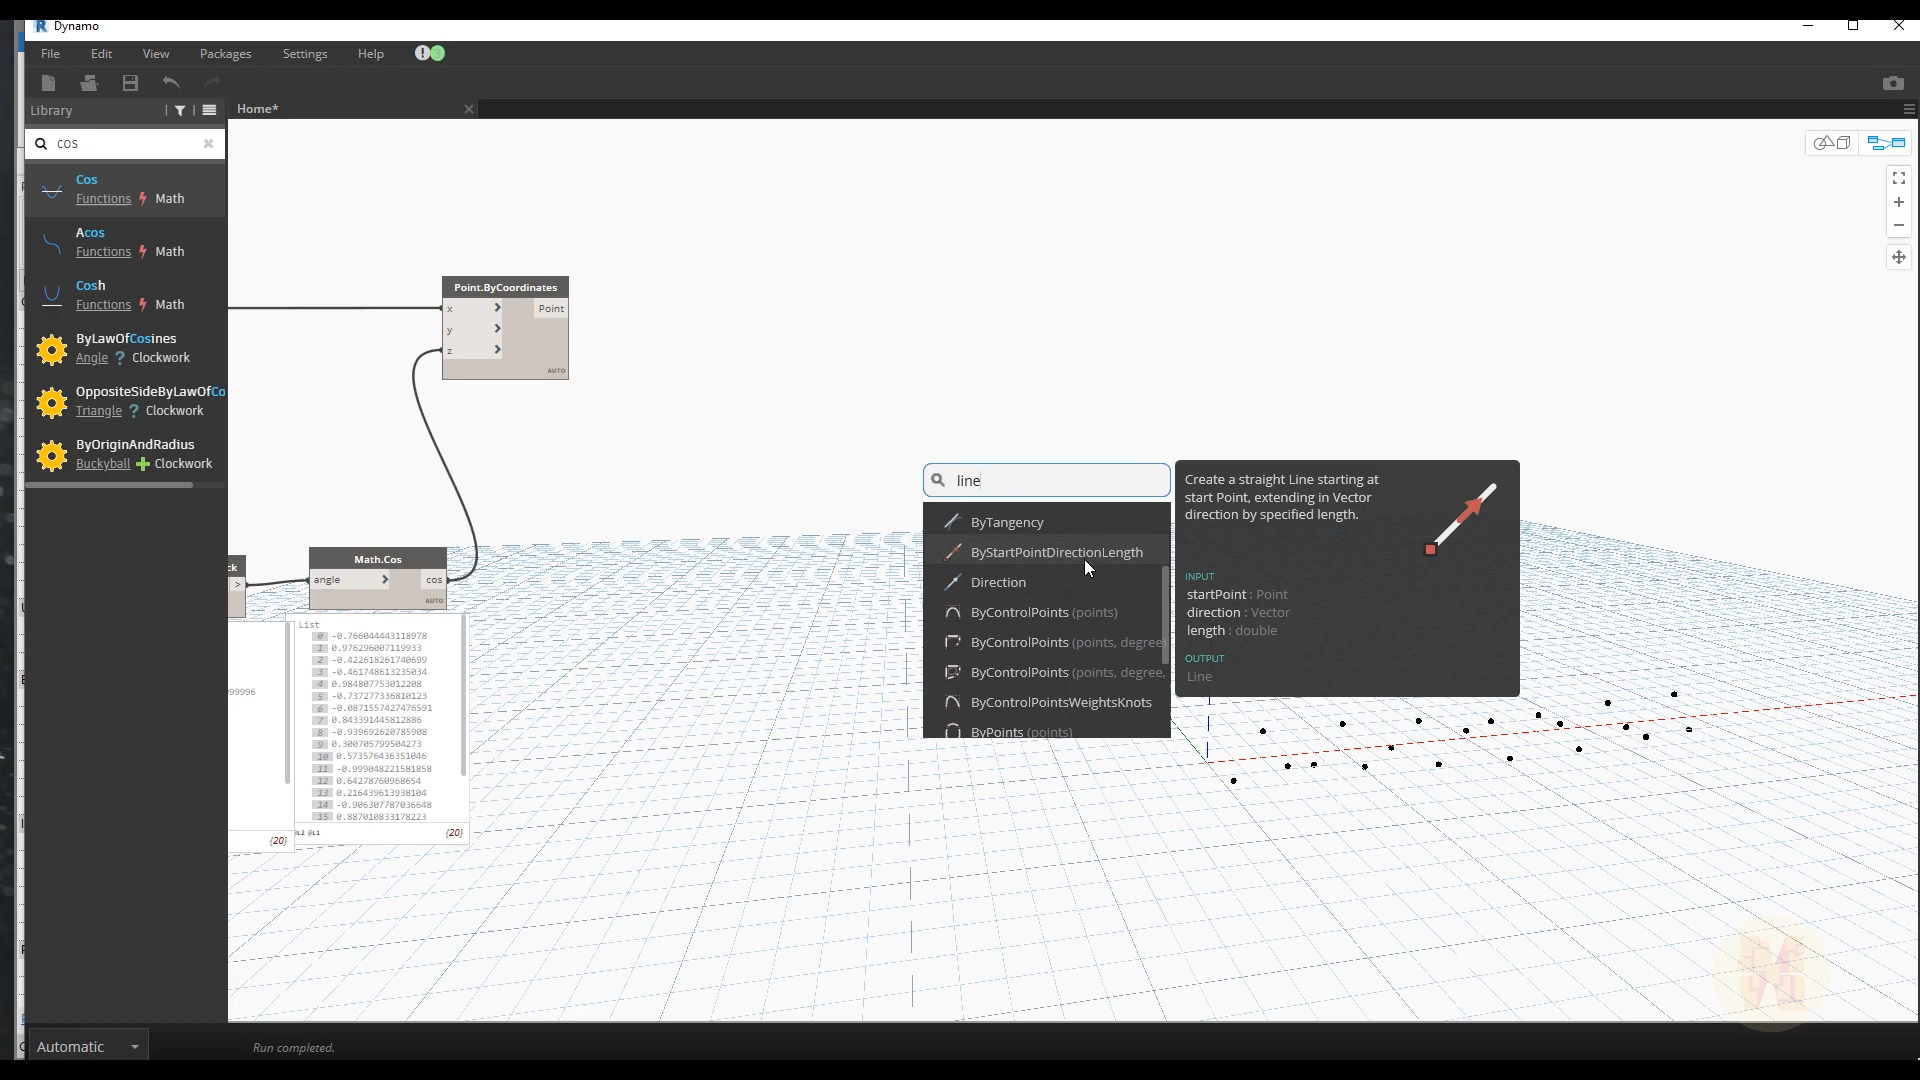 Dynamo
File Edit View Packages Settings Help
Library
Home*
cos
Cos
Functions Math
Acos
Functions Math
Cosh
Functions Math
ByLawOfCosines
Angle ? Clockwork
OppositeSideByLawOfCo
Triangle ? Clockwork
ByOriginAndRadius
Buckyball Clockwork
Point.ByCoordinates
x > Point
y >
z >
AUTO
ck
>
Math.Cos
angle > cos
AUTO
List
0 -0.766044443118978
1 0.976296007119933
2 -0.422618261740699
3 -0.461748613235034
4 0.984807753012208
5 -0.737277336810123
6 -0.0871557427476591
7 0.843391445812886
8 -0.939692620785908
9 0.300705799504273
10 0.573576436351046
11 -0.999048221581858
12 0.64278760968654
13 0.216439613938104
14 -0.906307787036648
15 0.887010833178223
@L2 @L1 {20}
99996
{20}
line
ByTangency
ByStartPointDirectionLength
Direction
ByControlPoints (points)
ByControlPoints (points, degree
ByControlPoints (points, degree,
ByControlPointsWeightsKnots
ByPoints (points)
Create a straight Line starting at
start Point, extending in Vector
direction by specified length.
INPUT
startPoint : Point
direction : Vector
length : double
OUTPUT
Line
Automatic
Run completed.